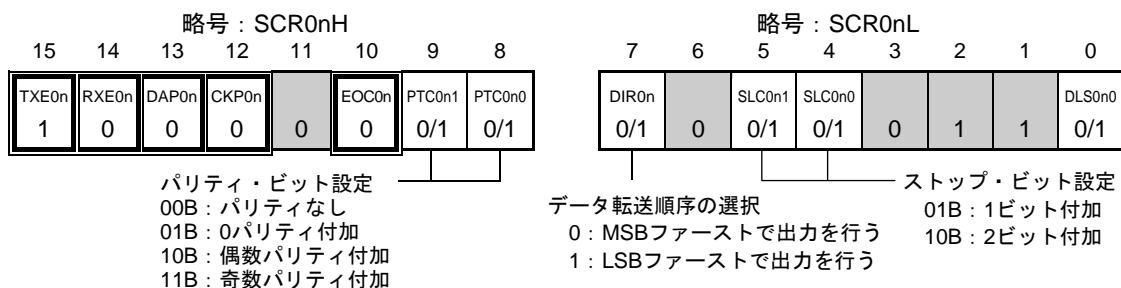 略号：SCR0nH
15 14 13 12 11 10 9 8
TXE0n RXE0n DAP0n CKP0n EOC0n PTC0n1 PTC0n0
1 0 0 0 0 0 0/1 0/1
パリティ・ビット設定
00B：パリティなし
01B：0パリティ付加
10B：偶数パリティ付加
11B：奇数パリティ付加
略号：SCR0nL
7 6 5 4 3 2 1 0
DIR0n SLC0n1 SLC0n0 DLS0n0
0/1 0 0/1 0/1 0 1 1 0/1
データ転送順序の選択
0：MSBファーストで出力を行う
1：LSBファーストで出力を行う
ストップ・ビット設定
01B：1ビット付加
10B：2ビット付加